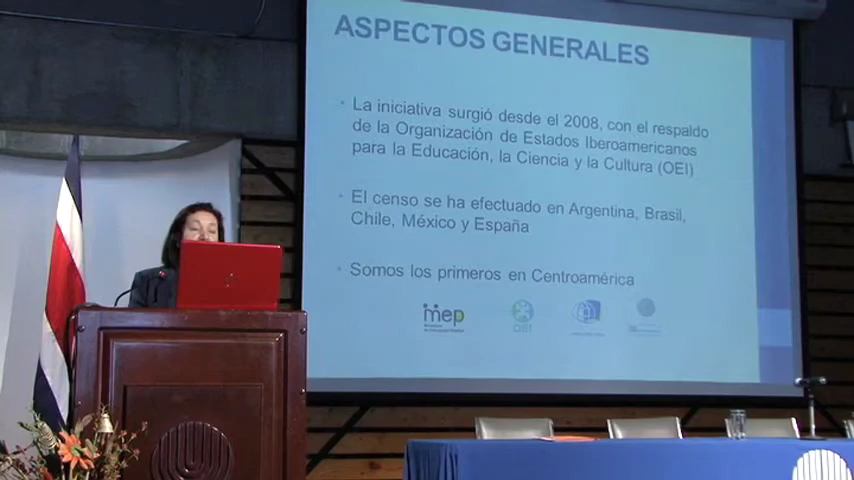 ASPECTOS GENERALES
• La iniciativa surgió desde el 2008, con el respaldo
de la Organización de Estados Iberoamericanos
para la Educación, la Ciencia y la Cultura (OEI)
• El censo se ha efectuado en Argentina, Brasil,
Chile, México y España
• Somos los primeros en Centroamérica
mep
OEI